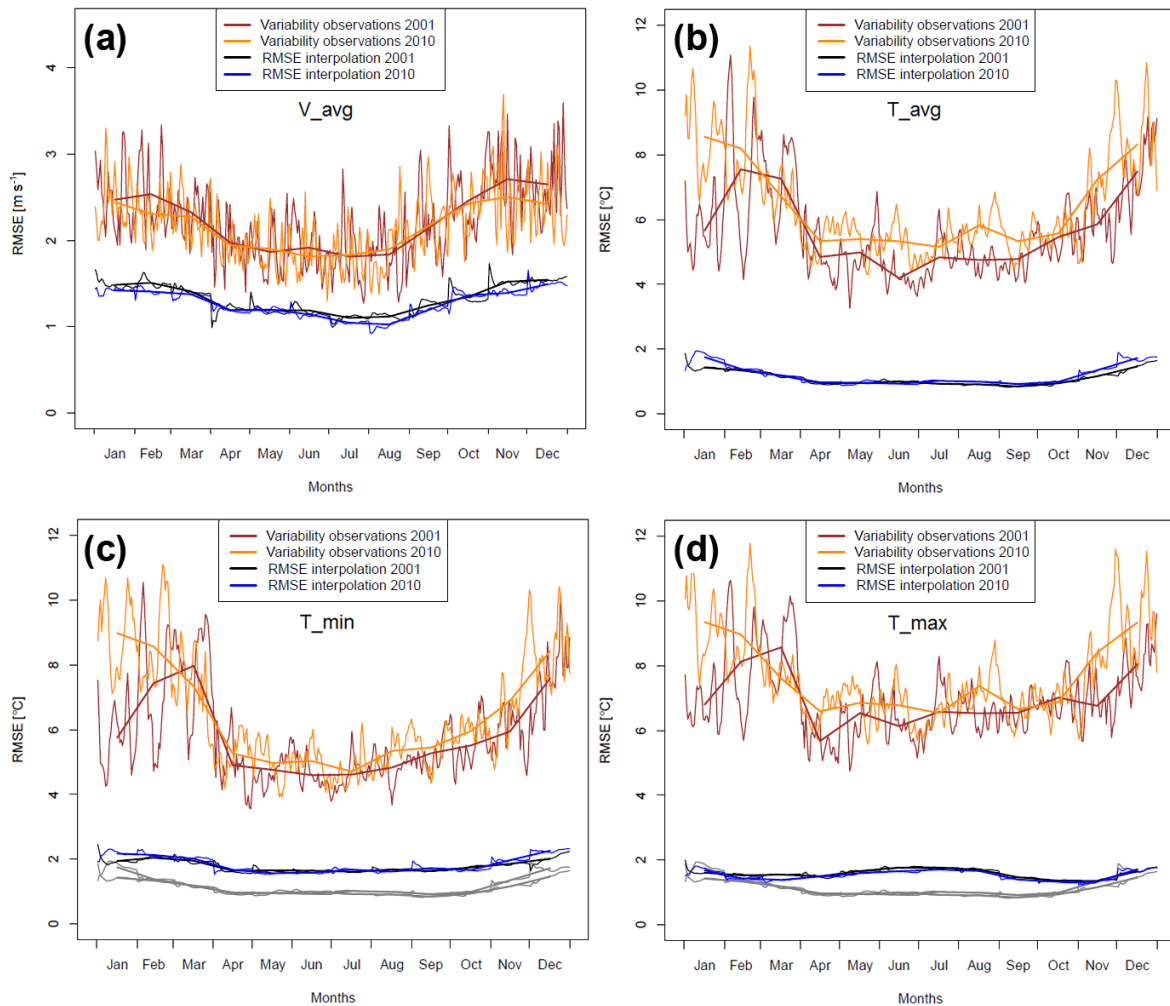 (a)
Variability observations 2001
Variability observations 2010
RMSE interpolation 2001
RMSE interpolation 2010
V_avg
RMSE [m s⁻¹]
4
3
2
1
0
Jan Feb Mar Apr May Jun Jul Aug Sep Oct Nov Dec
Months
(b)
Variability observations 2001
Variability observations 2010
RMSE interpolation 2001
RMSE interpolation 2010
T_avg
RMSE [°C]
12
10
8
6
4
2
0
Jan Feb Mar Apr May Jun Jul Aug Sep Oct Nov Dec
Months
(c)
Variability observations 2001
Variability observations 2010
RMSE interpolation 2001
RMSE interpolation 2010
T_min
RMSE [°C]
12
10
8
6
4
2
0
Jan Feb Mar Apr May Jun Jul Aug Sep Oct Nov Dec
Months
(d)
Variability observations 2001
Variability observations 2010
RMSE interpolation 2001
RMSE interpolation 2010
T_max
RMSE [°C]
12
10
8
6
4
2
0
Jan Feb Mar Apr May Jun Jul Aug Sep Oct Nov Dec
Months